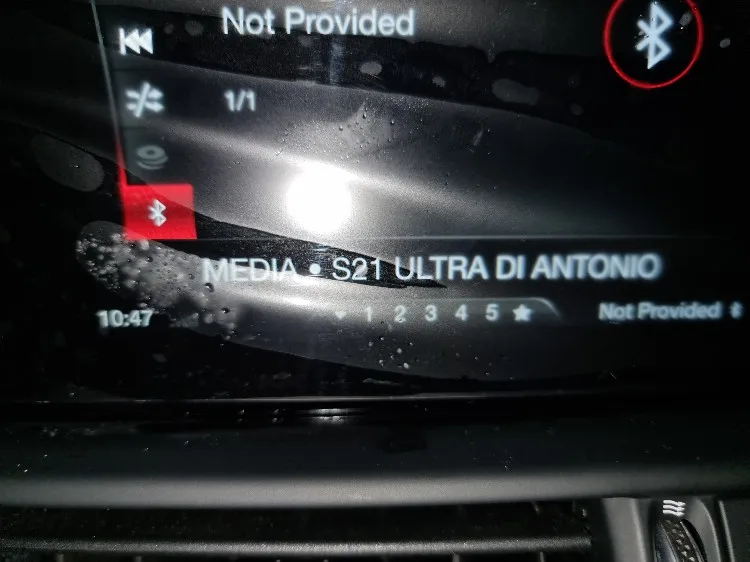 Not Provided
1/1
MEDIA • S21 ULTRA DI ANTONIO
10:47 1 2 3 4 5 Not Provided